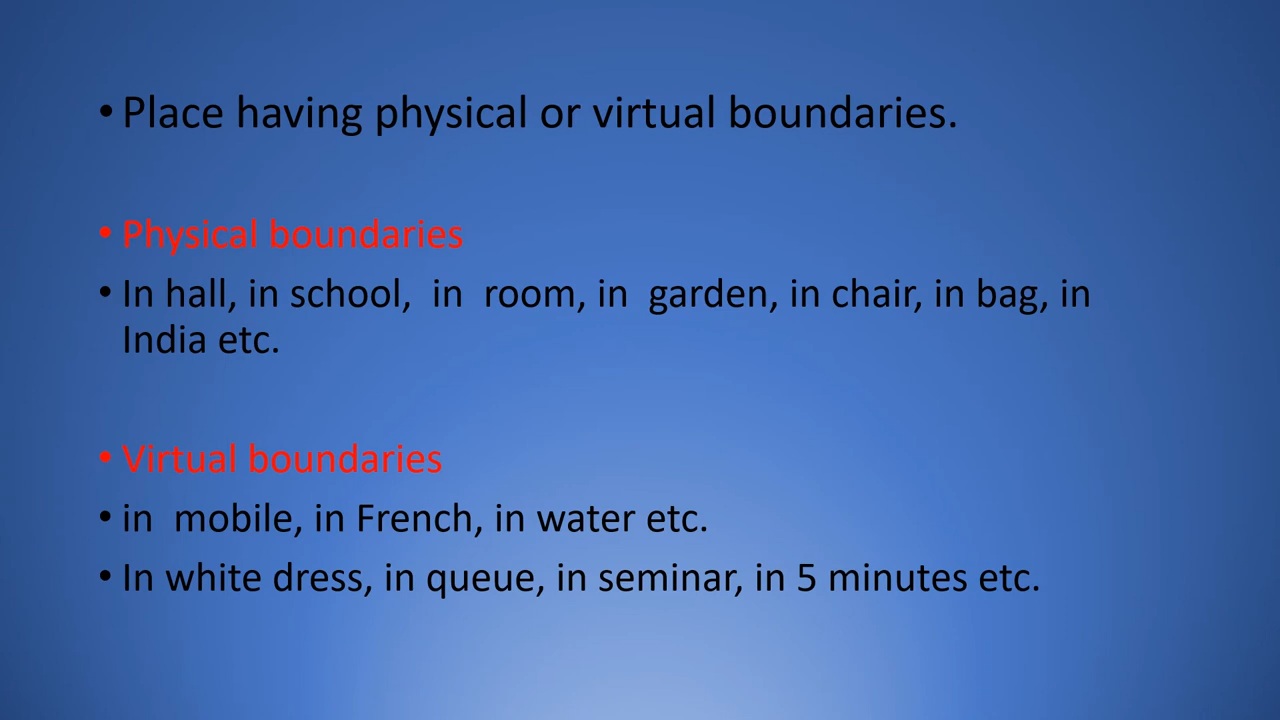 • Place having physical or virtual boundaries.
• Physical boundaries
• In hall, in school,  in  room, in  garden, in chair, in bag, in
India etc.
• Virtual boundaries
• in  mobile, in French, in water etc.
• In white dress, in queue, in seminar, in 5 minutes etc.